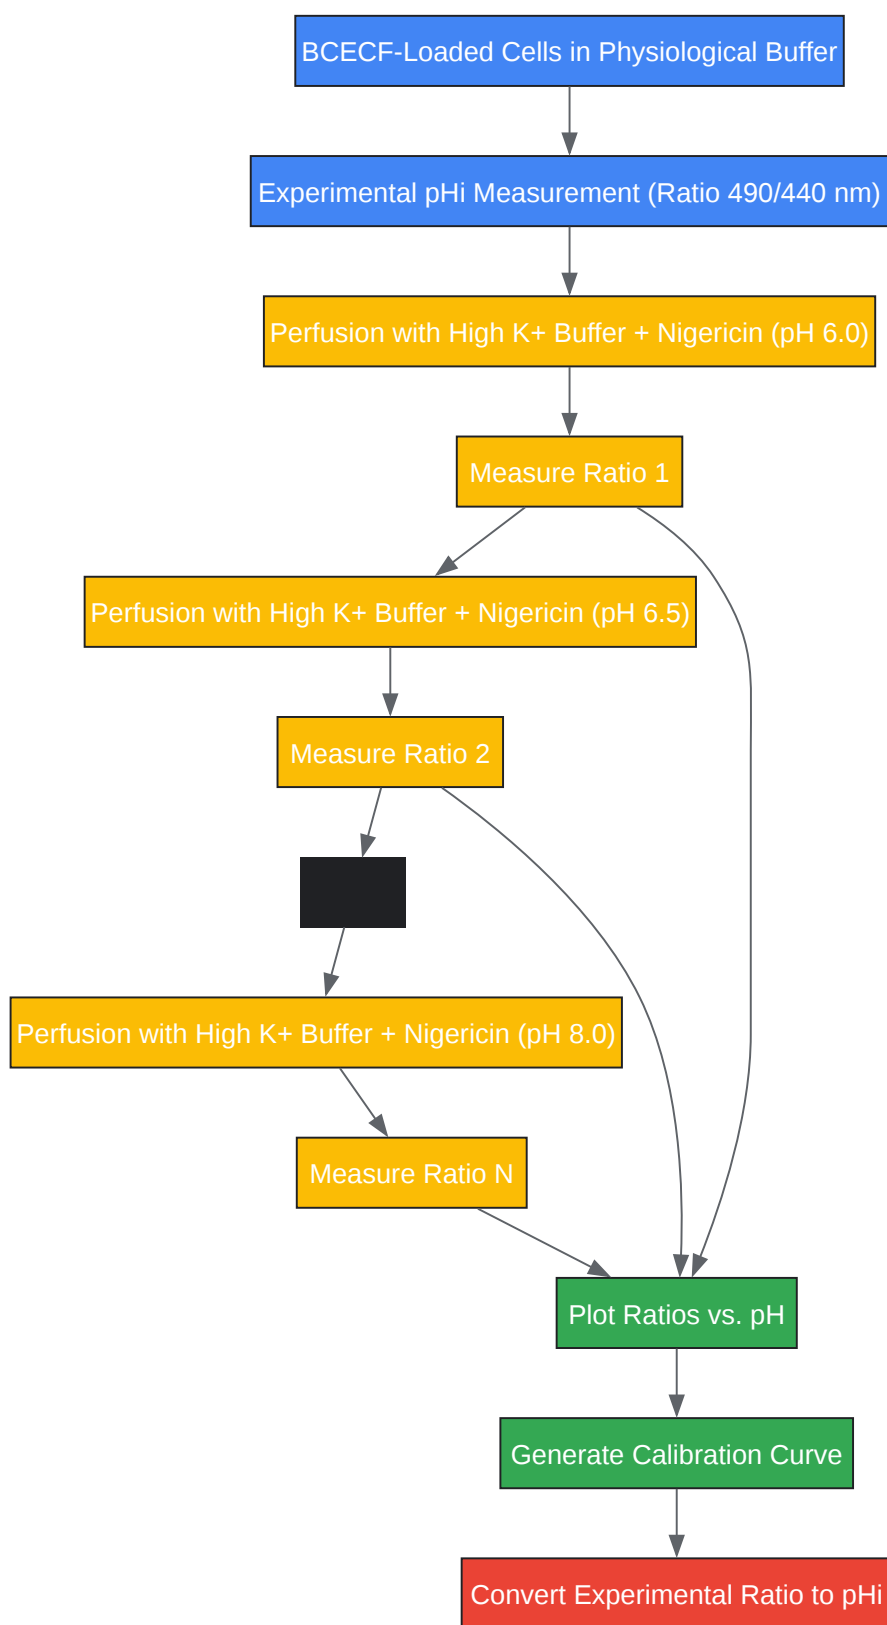 BCECF-Loaded Cells in Physiological Buffer
Experimental pHi Measurement (Ratio 490/440 nm)
Perfusion with High K+ Buffer + Nigericin (pH 6.0)
Measure Ratio 1
Perfusion with High K+ Buffer + Nigericin (pH 6.5)
Measure Ratio 2
Perfusion with High K+ Buffer + Nigericin (pH 8.0)
Measure Ratio N
Plot Ratios vs. pH
Generate Calibration Curve
Convert Experimental Ratio to pHi